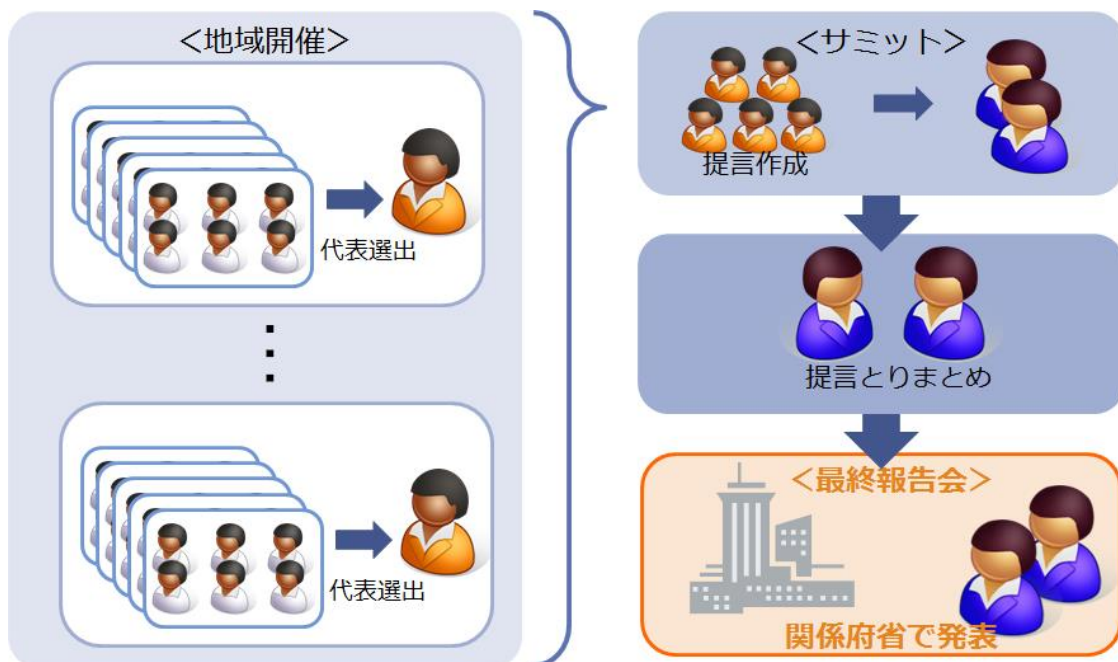 <地域開催>
代表選出
代表選出
<サミット>
提言作成
提言とりまとめ
<最終報告会>
関係府省で発表